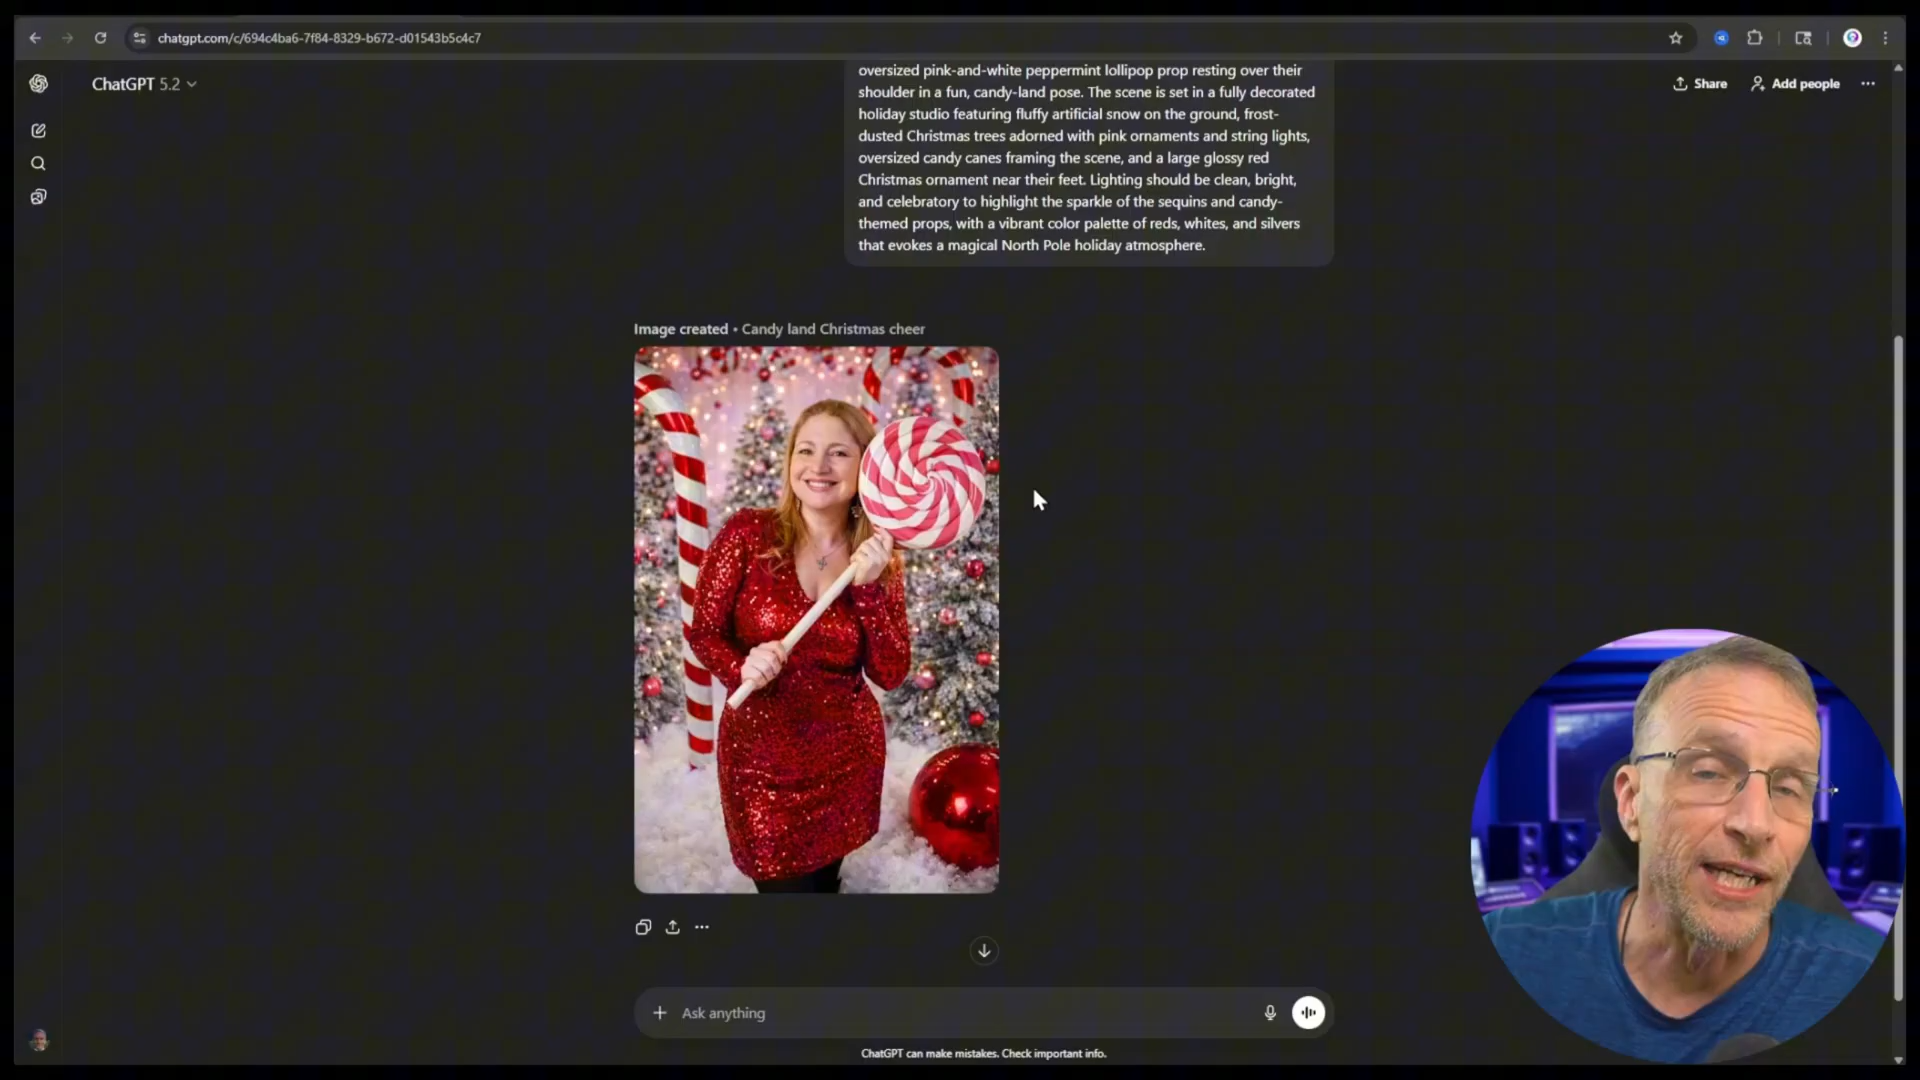 chatgpt.com/c/694c4ba6-7f84-8329-b672-d01543b5c4c7
ChatGPT 5.2
Share
Add people
oversized pink-and-white peppermint lollipop prop resting over their
shoulder in a fun, candy-land pose. The scene is set in a fully decorated
holiday studio featuring fluffy artificial snow on the ground, frost-
dusted Christmas trees adorned with pink ornaments and string lights,
oversized candy canes framing the scene, and a large glossy red
Christmas ornament near their feet. Lighting should be clean, bright,
and celebratory to highlight the sparkle of the sequins and candy-
themed props, with a vibrant color palette of reds, whites, and silvers
that evokes a magical North Pole holiday atmosphere.
Image created • Candy land Christmas cheer
Ask anything
ChatGPT can make mistakes. Check important info.